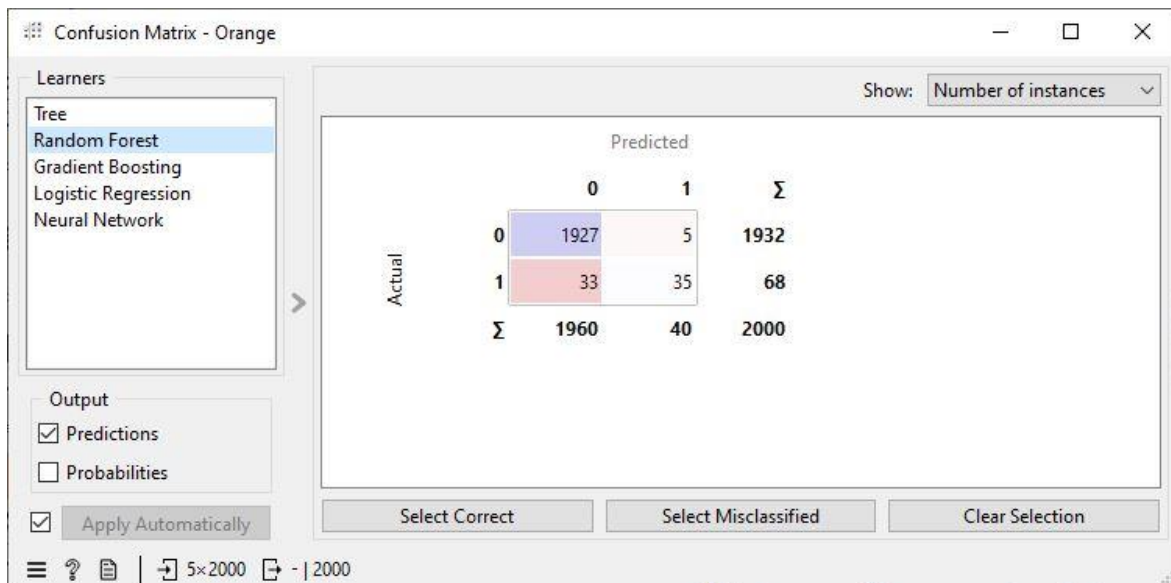 Confusion Matrix - Orange
Learners
Tree
Random Forest
Gradient Boosting
Logistic Regression
Neural Network
Output
Predictions
Probabilities
Apply Automatically
Show: Number of instances
Predicted
0 1 Σ
Actual
0 1927 5 1932
1 33 35 68
Σ 1960 40 2000
Select Correct Select Misclassified Clear Selection
? 5×2000 - | 2000